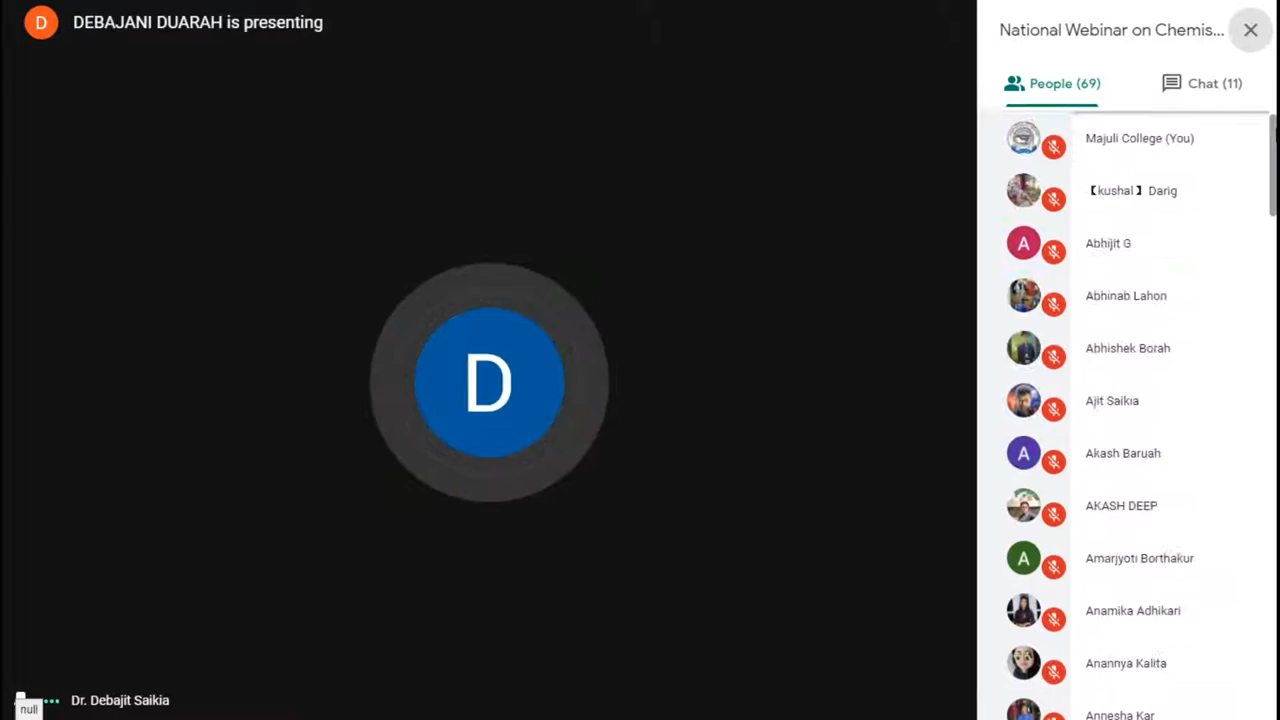 D DEBAJANI DUARAH is presenting
National Webinar on Chemis...
People (69)
Chat (11)
Majuli College (You)
【kushal】 Darig
A Abhijit G
Abhinab Lahon
Abhishek Borah
Ajit Saikia
A Akash Baruah
AKASH DEEP
A Amarjyoti Borthakur
Anamika Adhikari
Anannya Kalita
Annesha Kar
D
Dr. Debajit Saikia
null